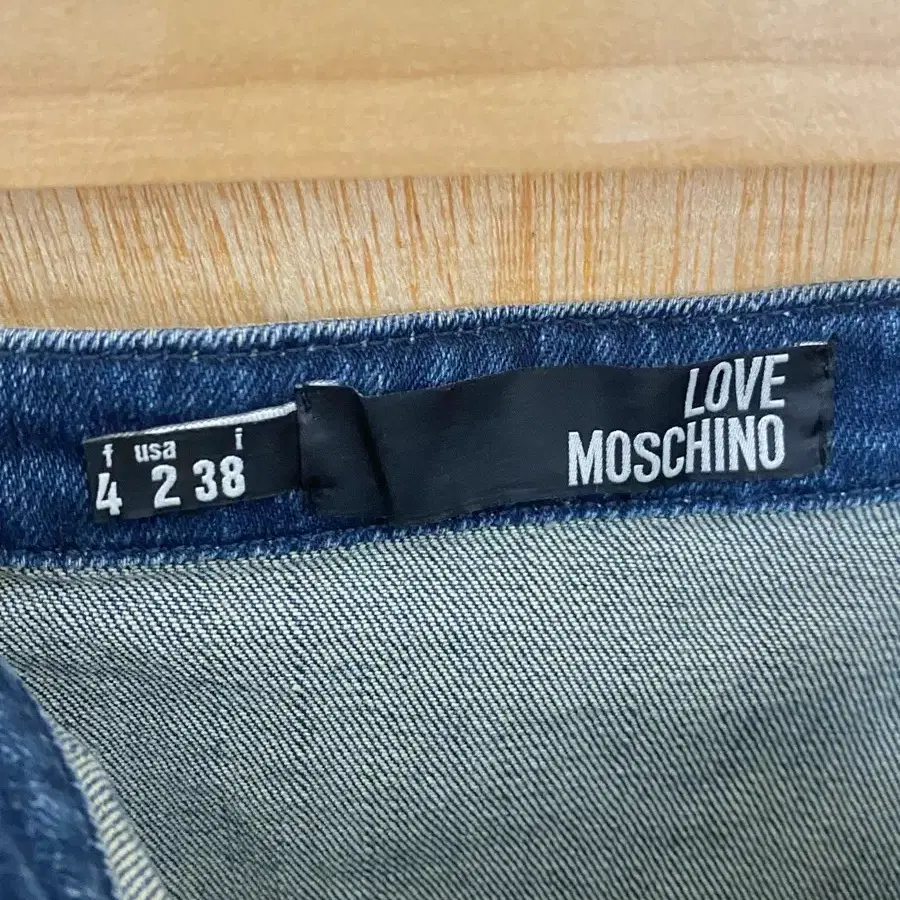 f usa i
4 2 38
LOVE
MOSCHINO